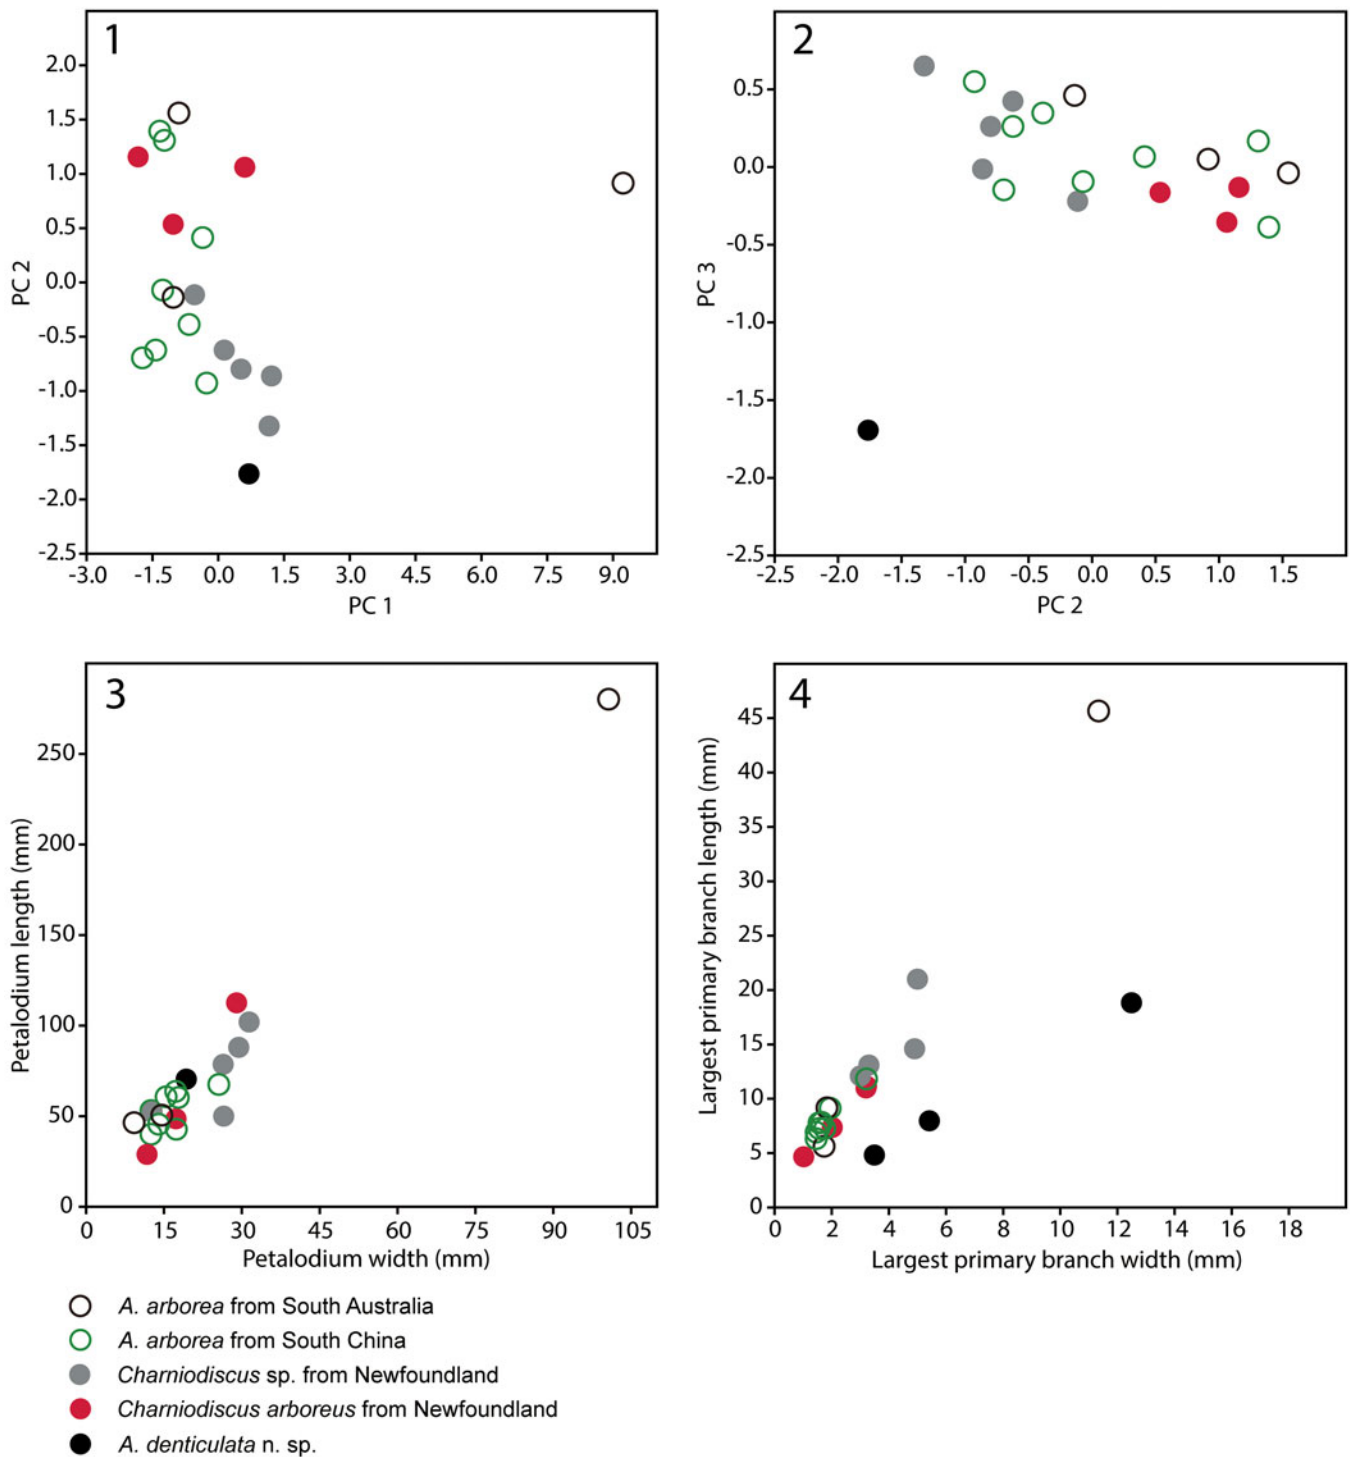 1
2.0
1.5
1.0
0.5
0.0
-0.5
-1.0
-1.5
-2.0
-2.5
PC 2
-3.0 -1.5 0.0 1.5 3.0 4.5 6.0 7.5 9.0
PC 1
2
0.5
0.0
-0.5
-1.0
-1.5
-2.0
-2.5
PC 3
-2.5 -2.0 -1.5 -1.0 -0.5 0.0 0.5 1.0 1.5
PC 2
3
250
200
150
100
50
0
Petalodium length (mm)
0 15 30 45 60 75 90 105
Petalodium width (mm)
4
45
40
35
30
25
20
15
10
5
0
Largest primary branch length (mm)
0 2 4 6 8 10 12 14 16 18
Largest primary branch width (mm)
A. arborea from South Australia
A. arborea from South China
Charniodiscus sp. from Newfoundland
Charniodiscus arboreus from Newfoundland
A. denticulata n. sp.